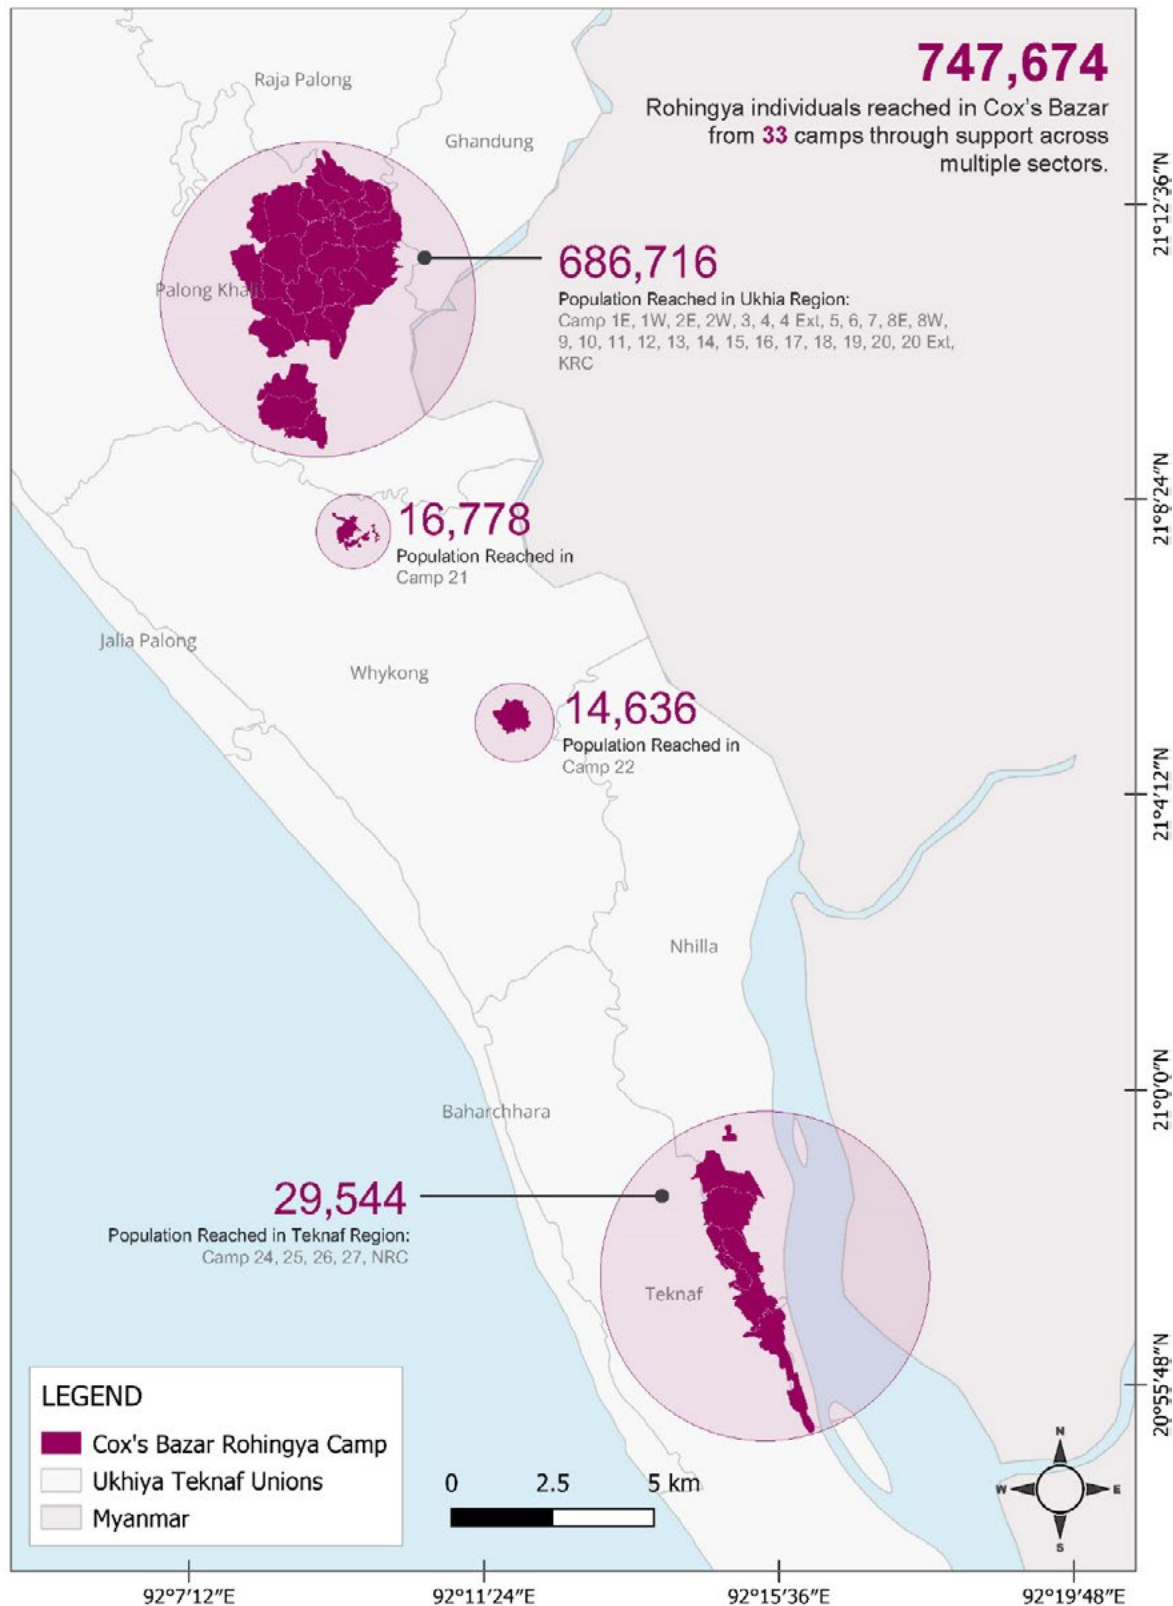 747,674
Rohingya individuals reached in Cox's Bazar
from 33 camps through support across
multiple sectors.
Raja Palong
Ghandung
686,716
Population Reached in Ukhia Region:
Camp 1E, 1W, 2E, 2W, 3, 4, 4 Ext, 5, 6, 7, 8E, 8W,
9, 10, 11, 12, 13, 14, 15, 16, 17, 18, 19, 20, 20 Ext,
KRC
Palong Khali
16,778
Population Reached in
Camp 21
Jalia Palong
Whykong
14,636
Population Reached in
Camp 22
Nhilla
Baharchhara
29,544
Population Reached in Teknaf Region:
Camp 24, 25, 26, 27, NRC
Teknaf
LEGEND
Cox's Bazar Rohingya Camp
Ukhiya Teknaf Unions
Myanmar
0 2.5 5 km
N
W E
S
21°12'36"N
21°8'24"N
21°4'12"N
21°0'0"N
20°55'48"N
92°7'12"E 92°11'24"E 92°15'36"E 92°19'48"E